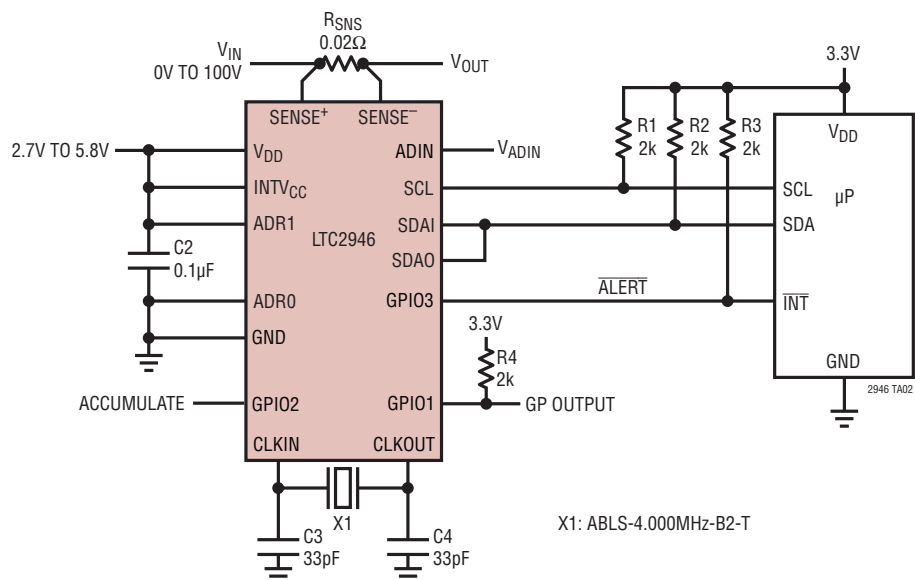 RSNS
0.02Ω
VIN
0V TO 100V
VOUT
3.3V
SENSE+
SENSE–
2.7V TO 5.8V
VDD
ADIN
VADIN
R1
2k
R2
2k
R3
2k
VDD
INTVCC
SCL
SCL
µP
ADR1
LTC2946
SDAI
SDA
C2
0.1µF
SDAO
ADR0
GPIO3
ALERT
INT
GND
3.3V
R4
2k
GND
2946 TA02
ACCUMULATE
GPIO2
GPIO1
GP OUTPUT
CLKIN
CLKOUT
X1
X1: ABLS-4.000MHz-B2-T
C3
33pF
C4
33pF